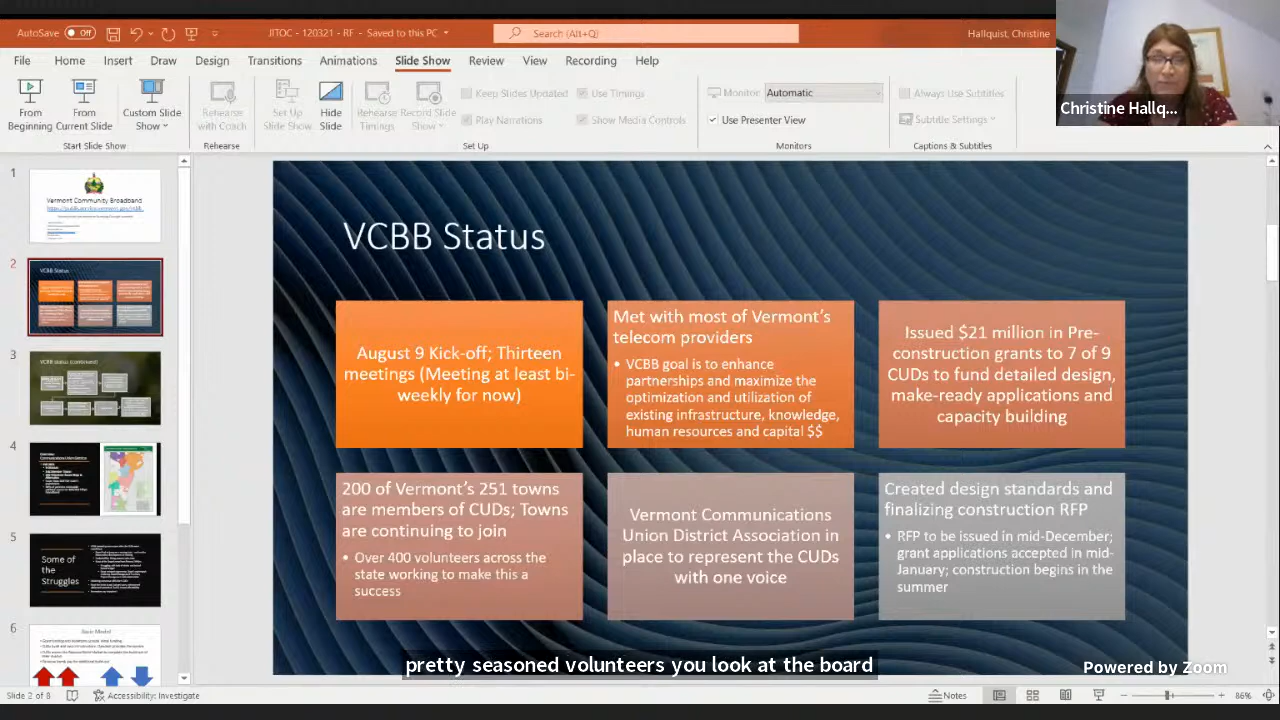 AutoSave Off JITOC - 120321 - RF - Saved to this PC Search (Alt+Q) Hallquist, Christine
File Home Insert Draw Design Transitions Animations Slide Show Review View Recording Help
From Beginning
From Current Slide
Custom Slide Show
Start Slide Show
Rehearse with Coach
Rehearse
Set Up Slide Show
Hide Slide
Rehearse Timings
Record Slide Show
Keep Slides Updated
Play Narrations
Use Timings
Show Media Controls
Set Up
Monitor: Automatic
Use Presenter View
Monitors
Always Use Subtitles
Subtitle Settings
Captions & Subtitles
Christine Hallq...
1
Vermont Community Broadband
2
VCBB Status
3
VCBB status (continued)
4
5
Some of
the
Struggles
6
VCBB Status
August 9 Kick-off; Thirteen
meetings (Meeting at least bi-
weekly for now)
Met with most of Vermont's
telecom providers
• VCBB goal is to enhance
partnerships and maximize the
optimization and utilization of
existing infrastructure, knowledge,
human resources and capital $$
Issued $21 million in Pre-
construction grants to 7 of 9
CUDs to fund detailed design,
make-ready applications and
capacity building
200 of Vermont's 251 towns
are members of CUDs; Towns
are continuing to join
• Over 400 volunteers across the
state working to make this a
success
Vermont Communications
Union District Association in
place to represent the CUDs
with one voice
Created design standards and
finalizing construction RFP
• RFP to be issued in mid-December;
grant applications accepted in mid-
January; construction begins in the
summer
pretty seasoned volunteers you look at the board
Powered by Zoom
Slide 2 of 8 Accessibility: Investigate Notes 86%